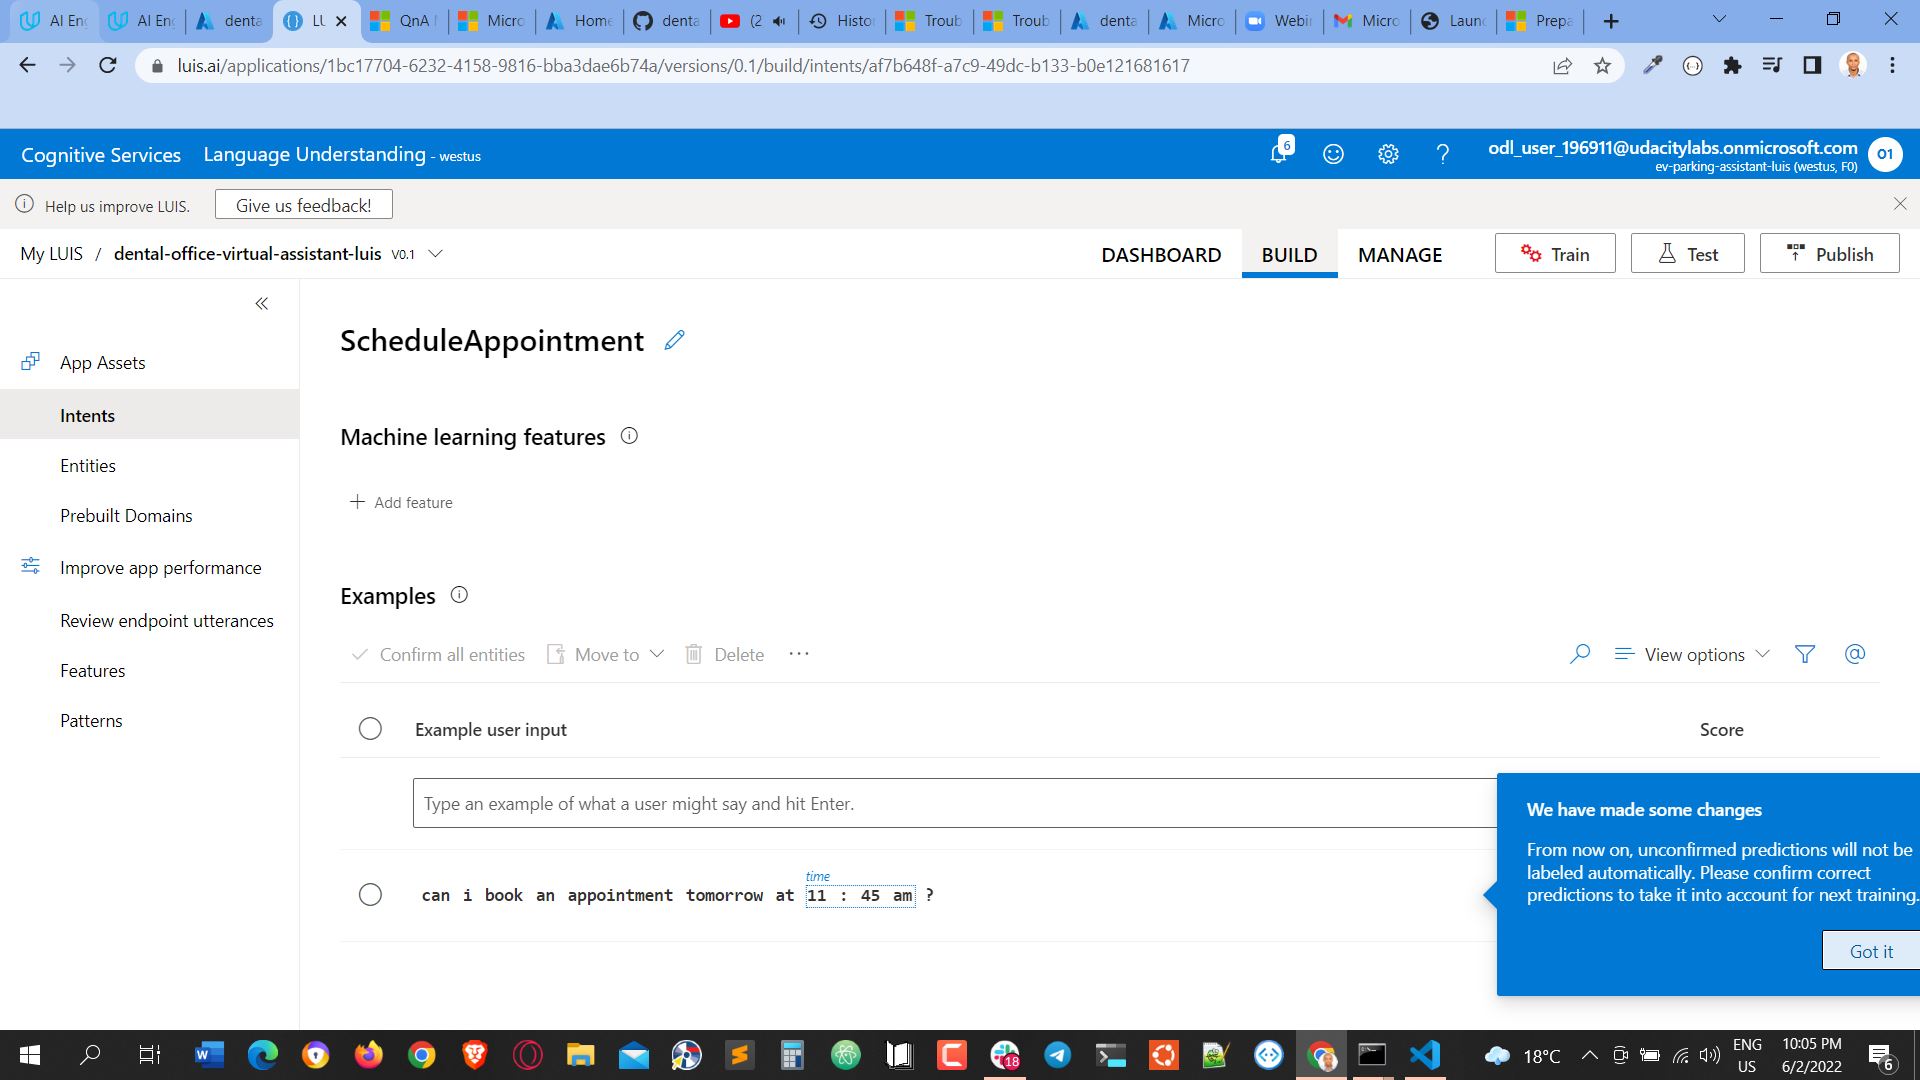 AI Eng
AI Eng
denta
LU
QnA M
Micro
Home
denta
(2
Histor
Troub
Troub
denta
Micro
Webin
Micro
Launc
Prepa
luis.ai/applications/1bc17704-6232-4158-9816-bba3dae6b74a/versions/0.1/build/intents/af7b648f-a7c9-49dc-b133-b0e121681617
Cognitive Services
Language Understanding - westus
6
odl_user_196911@udacitylabs.onmicrosoft.com
ev-parking-assistant-luis (westus, F0)
O1
Help us improve LUIS.
Give us feedback!
My LUIS / dental-office-virtual-assistant-luis V0.1
DASHBOARD
BUILD
MANAGE
Train
Test
Publish
App Assets
Intents
Entities
Prebuilt Domains
Improve app performance
Review endpoint utterances
Features
Patterns
ScheduleAppointment
Machine learning features
Add feature
Examples
Confirm all entities
Move to
Delete
View options
Example user input
Score
Type an example of what a user might say and hit Enter.
time
can i book an appointment tomorrow at 11 : 45 am ?
We have made some changes
From now on, unconfirmed predictions will not be
labeled automatically. Please confirm correct
predictions to take it into account for next training.
Got it
18
18°C
ENG
US
10:05 PM
6/2/2022
6